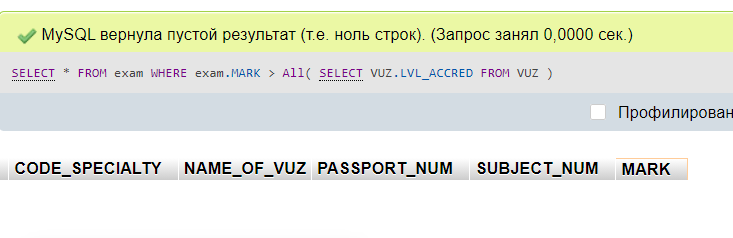 MySQL вернула пустой результат (т.е. ноль строк). (Запрос занял 0,0000 сек.)
SELECT * FROM exam WHERE exam.MARK > All( SELECT VUZ.LVL_ACCRED FROM VUZ )
Профилирован
CODE_SPECIALTY NAME_OF_VUZ PASSPORT_NUM SUBJECT_NUM MARK